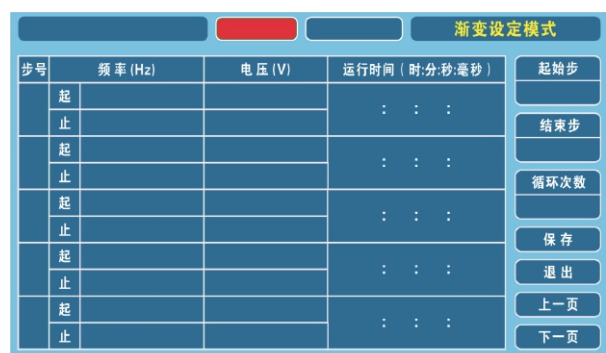 渐变设定模式
步号 频率(Hz) 电压(V) 运行时间(时:分:秒:毫秒) 起始步
起
: : :
止
结束步
起
: : :
止
循环次数
起
: : :
止
保存
起
: : :
止
退出
起
上一页
: : :
止
下一页